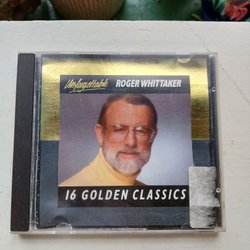 Unforgettable ROGER WHITTAKER
16 GOLDEN CLASSICS